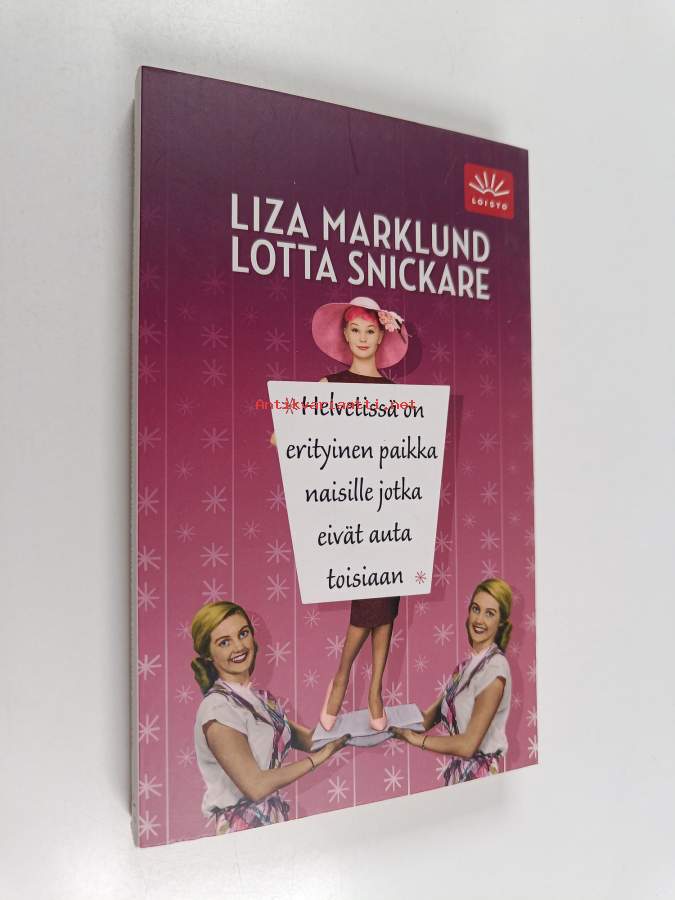 LOISTO
LIZA MARKLUND
LOTTA SNICKARE
Antikvariaatti.net
Helvetissä on
erityinen paikka
naisille jotka
eivät auta
toisiaan